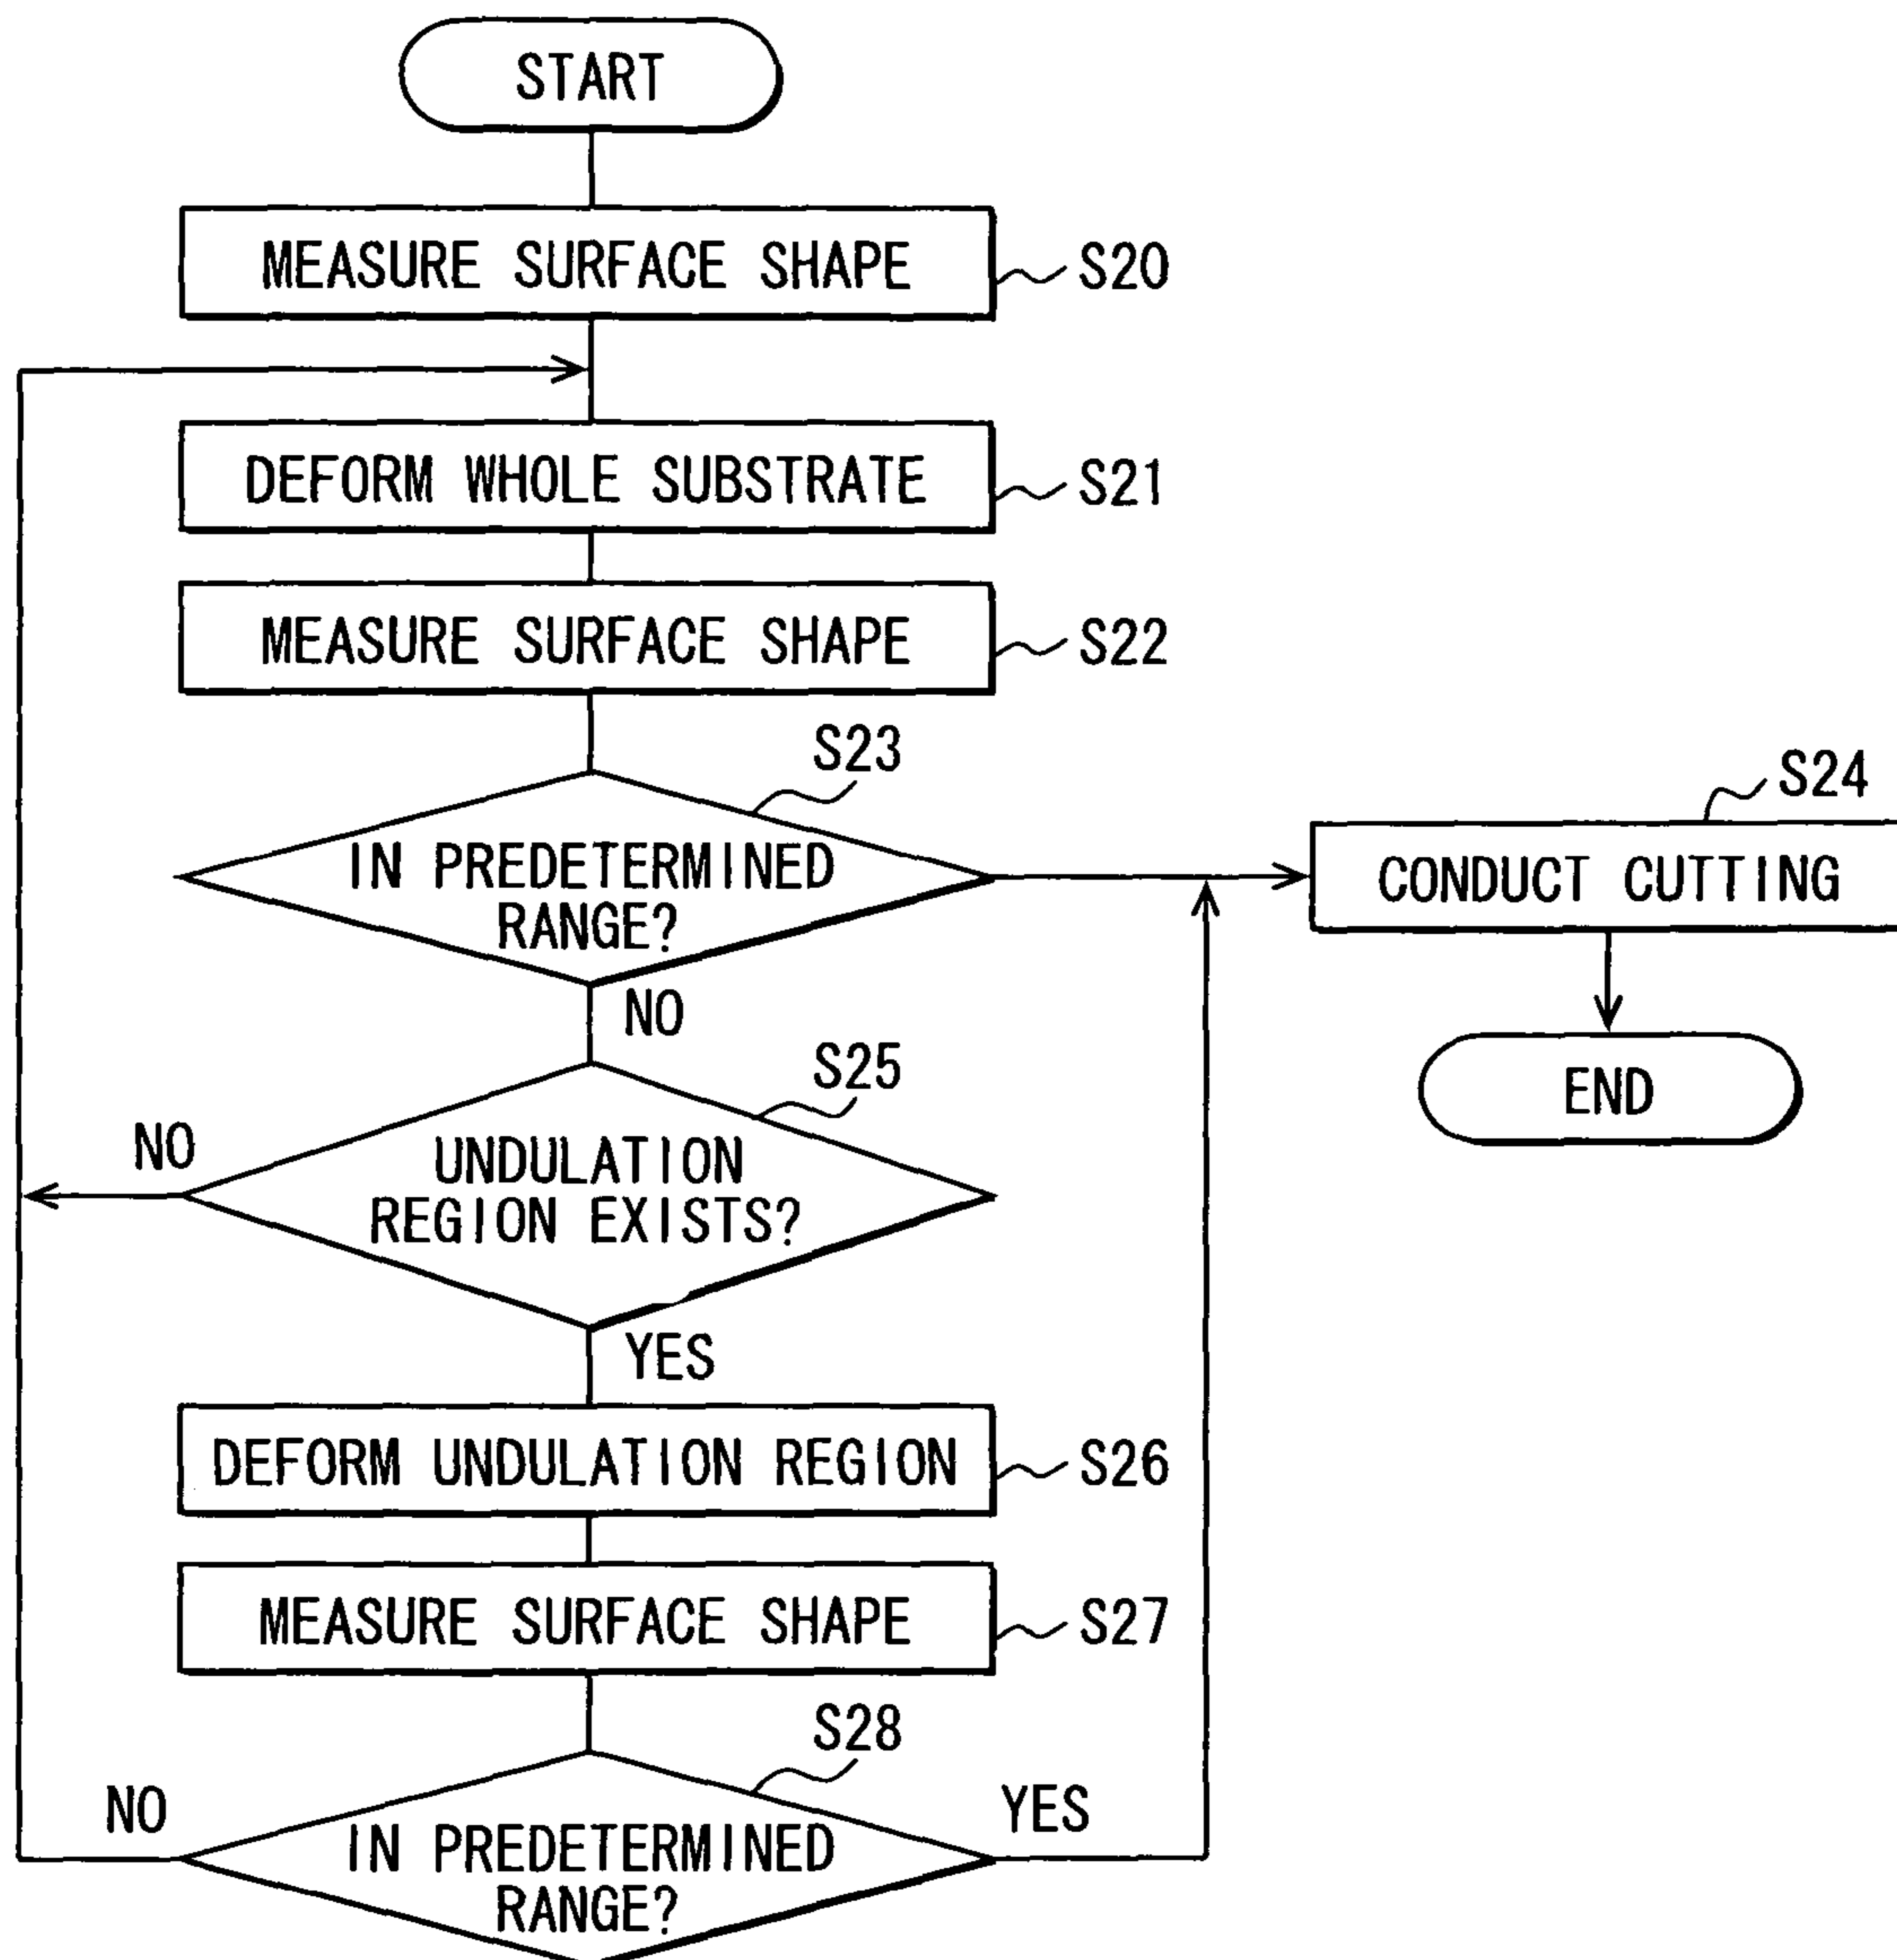 START
MEASURE SURFACE SHAPE
S20
DEFORM WHOLE SUBSTRATE
S21
MEASURE SURFACE SHAPE
S22
S23
IN PREDETERMINED
RANGE?
S24
CONDUCT CUTTING
END
NO
S25
UNDULATION
REGION EXISTS?
NO
YES
DEFORM UNDULATION REGION
S26
MEASURE SURFACE SHAPE
S27
S28
IN PREDETERMINED
RANGE?
NO
YES